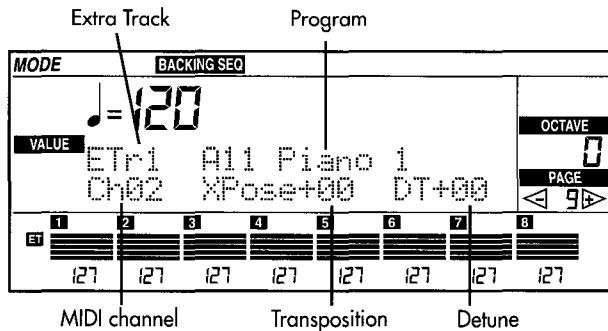 Extra Track Program
MODE BACKING SEQ
♩=120
OCTAVE
VALUE
0
ETr1 A11 Piano 1
PAGE
Ch02 XPose+00 DT+00
- 9 +
1 2 3 4 5 6 7 8
ET
127 127 127 127 127 127 127 127
MIDI channel Transposition Detune